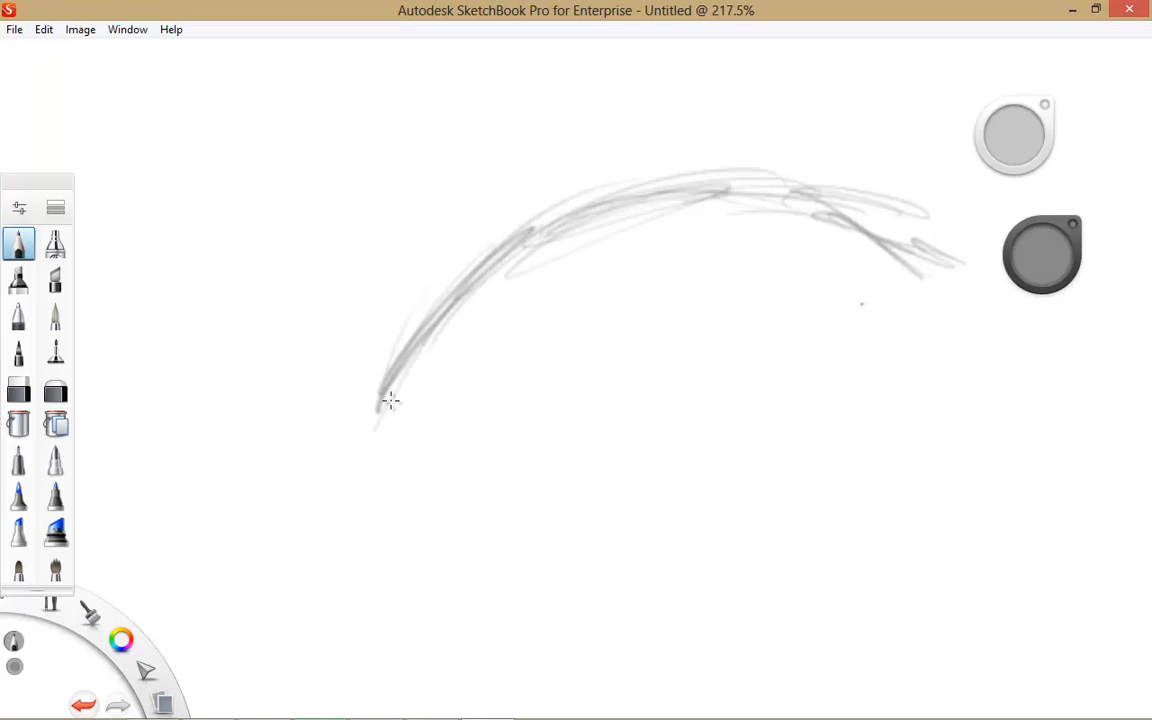 Autodesk SketchBook Pro for Enterprise - Untitled @ 217.5%
File Edit Image Window Help